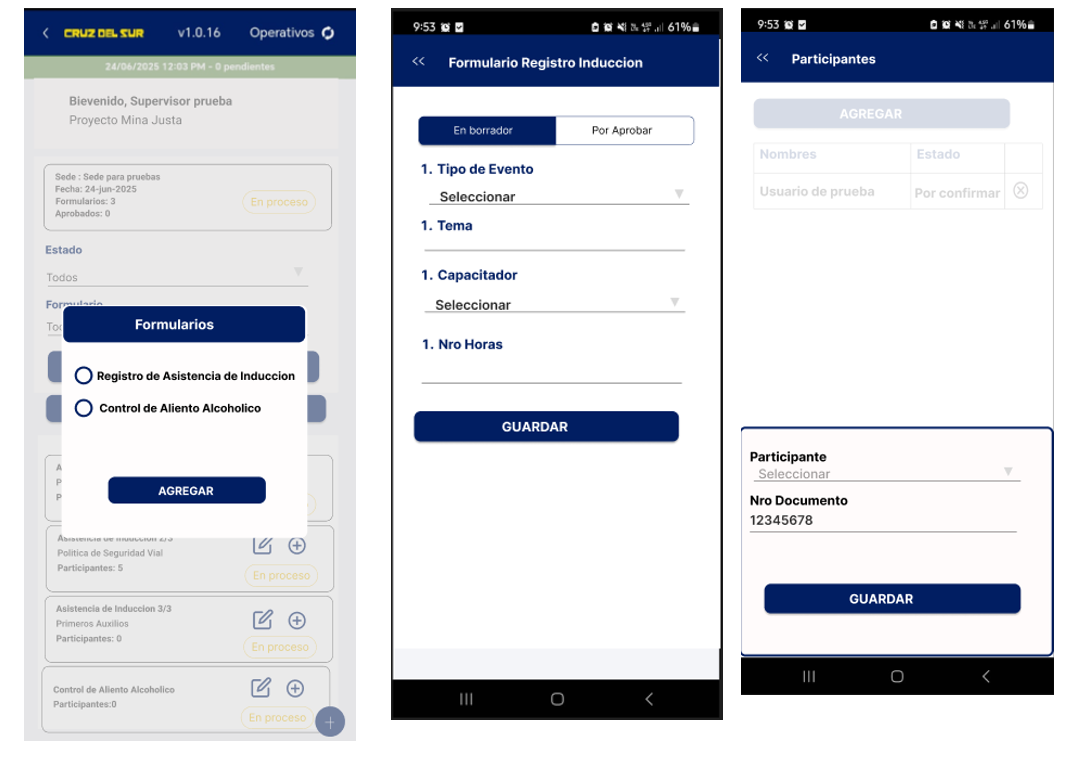 CRUZ DEL SUR v1.0.16 Operativos
24/06/2025 12:03 PM - 0 pendientes
Bievenido, Supervisor prueba
Proyecto Mina Justa
Sede : Sede para pruebas
Fecha: 24-jun-2025
Formularios: 3
Aprobados: 0
En proceso
Estado
Todos
Formulario
Formularios
Registro de Asistencia de Induccion
Control de Aliento Alcoholico
AGREGAR
Asistencia de Induccion 2/3
Politica de Seguridad Vial
Participantes: 5
En proceso
Asistencia de Induccion 3/3
Primeros Auxilios
Participantes: 0
En proceso
Control de Aliento Alcoholico
Participantes:0
En proceso
9:53 61%
Formulario Registro Induccion
En borrador Por Aprobar
1. Tipo de Evento
Seleccionar
1. Tema
1. Capacitador
Seleccionar
1. Nro Horas
GUARDAR
9:53 61%
Participantes
AGREGAR
Nombres Estado
Usuario de prueba Por confirmar
Participante
Seleccionar
Nro Documento
12345678
GUARDAR